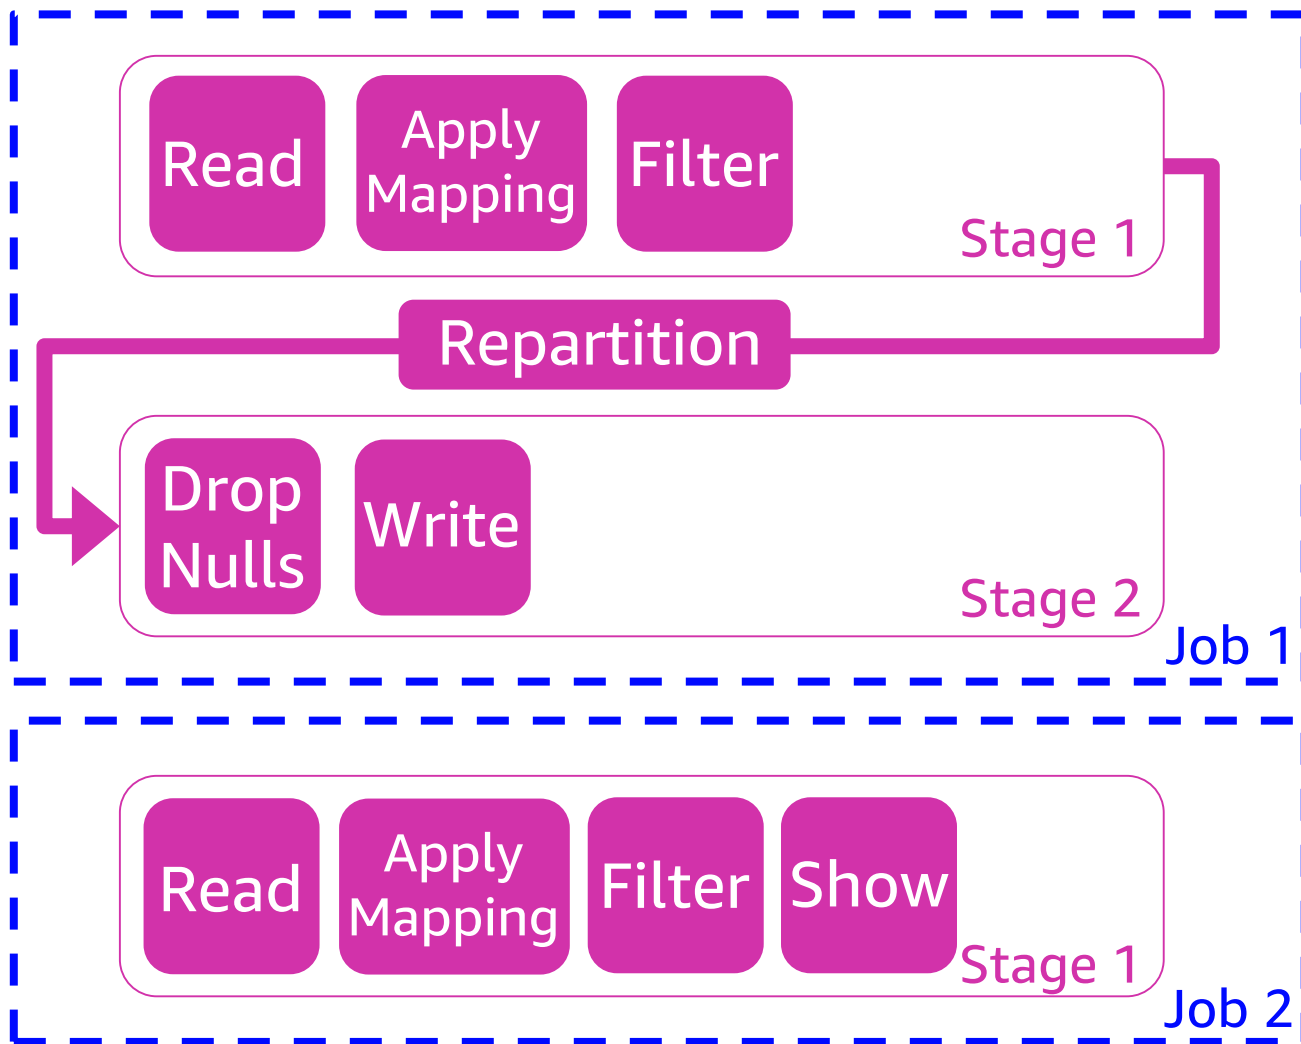 Read
Apply
Mapping
Filter
Stage 1
Repartition
Drop
Nulls
Write
Stage 2
Job 1
Read
Apply
Mapping
Filter
Show
Stage 1
Job 2